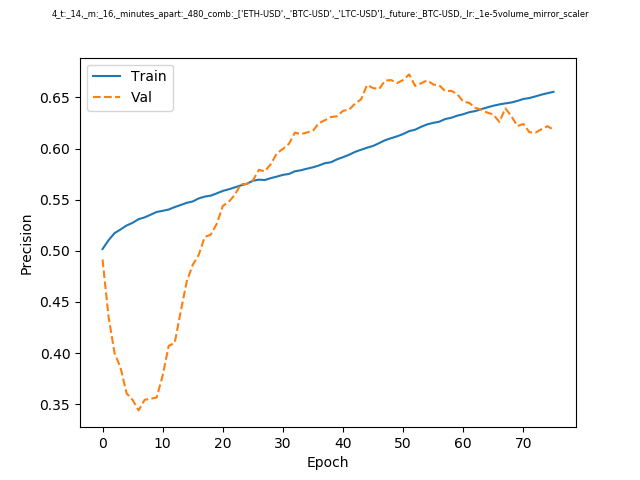 4_t:_14,_m:_16,_minutes_apart:_480_comb:_['ETH-USD',_'BTC-USD',_'LTC-USD'],_future:_BTC-USD,_lr:_1e-5volume_mirror_scaler
Train
Val
0.65
0.60
0.55
0.50
0.45
0.40
0.35
Precision
0 10 20 30 40 50 60 70
Epoch